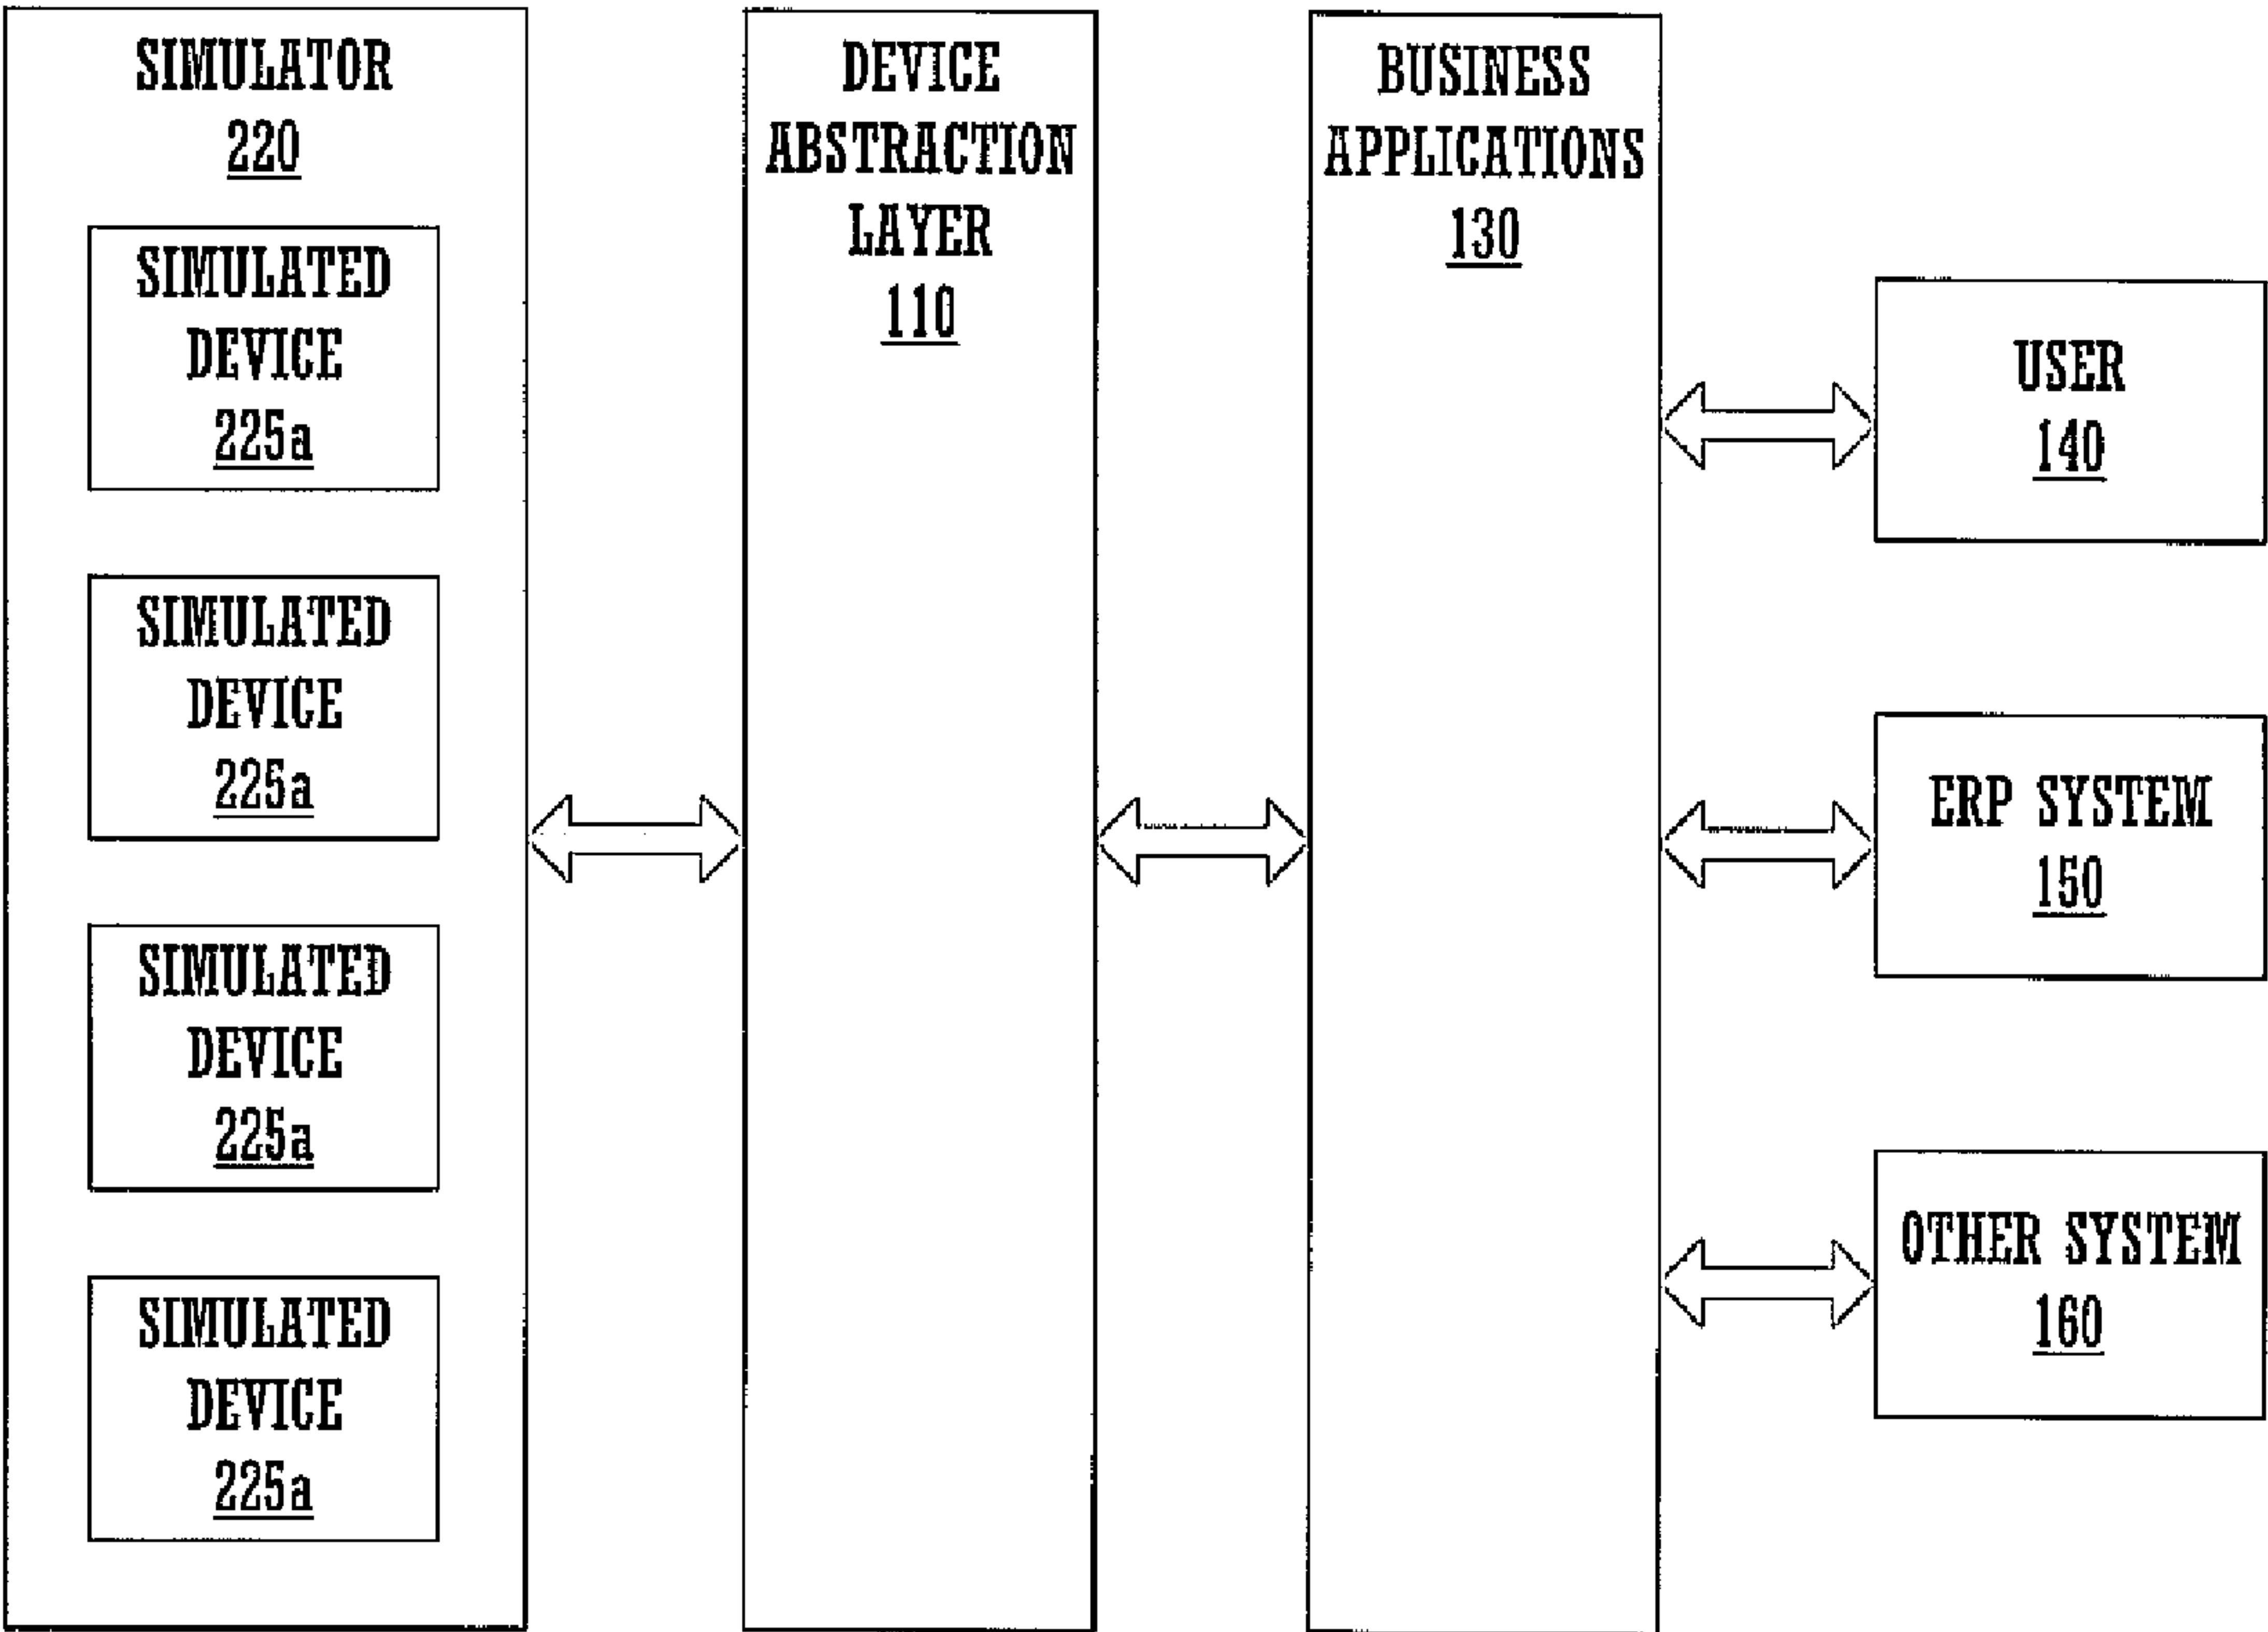 SIMULATOR
220
SIMULATED
DEVICE
225a
SIMULATED
DEVICE
225a
SIMULATED
DEVICE
225a
SIMULATED
DEVICE
225a
DEVICE
ABSTRACTION
LAYER
110
BUSINESS
APPLICATIONS
130
USER
140
ERP SYSTEM
150
OTHER SYSTEM
160